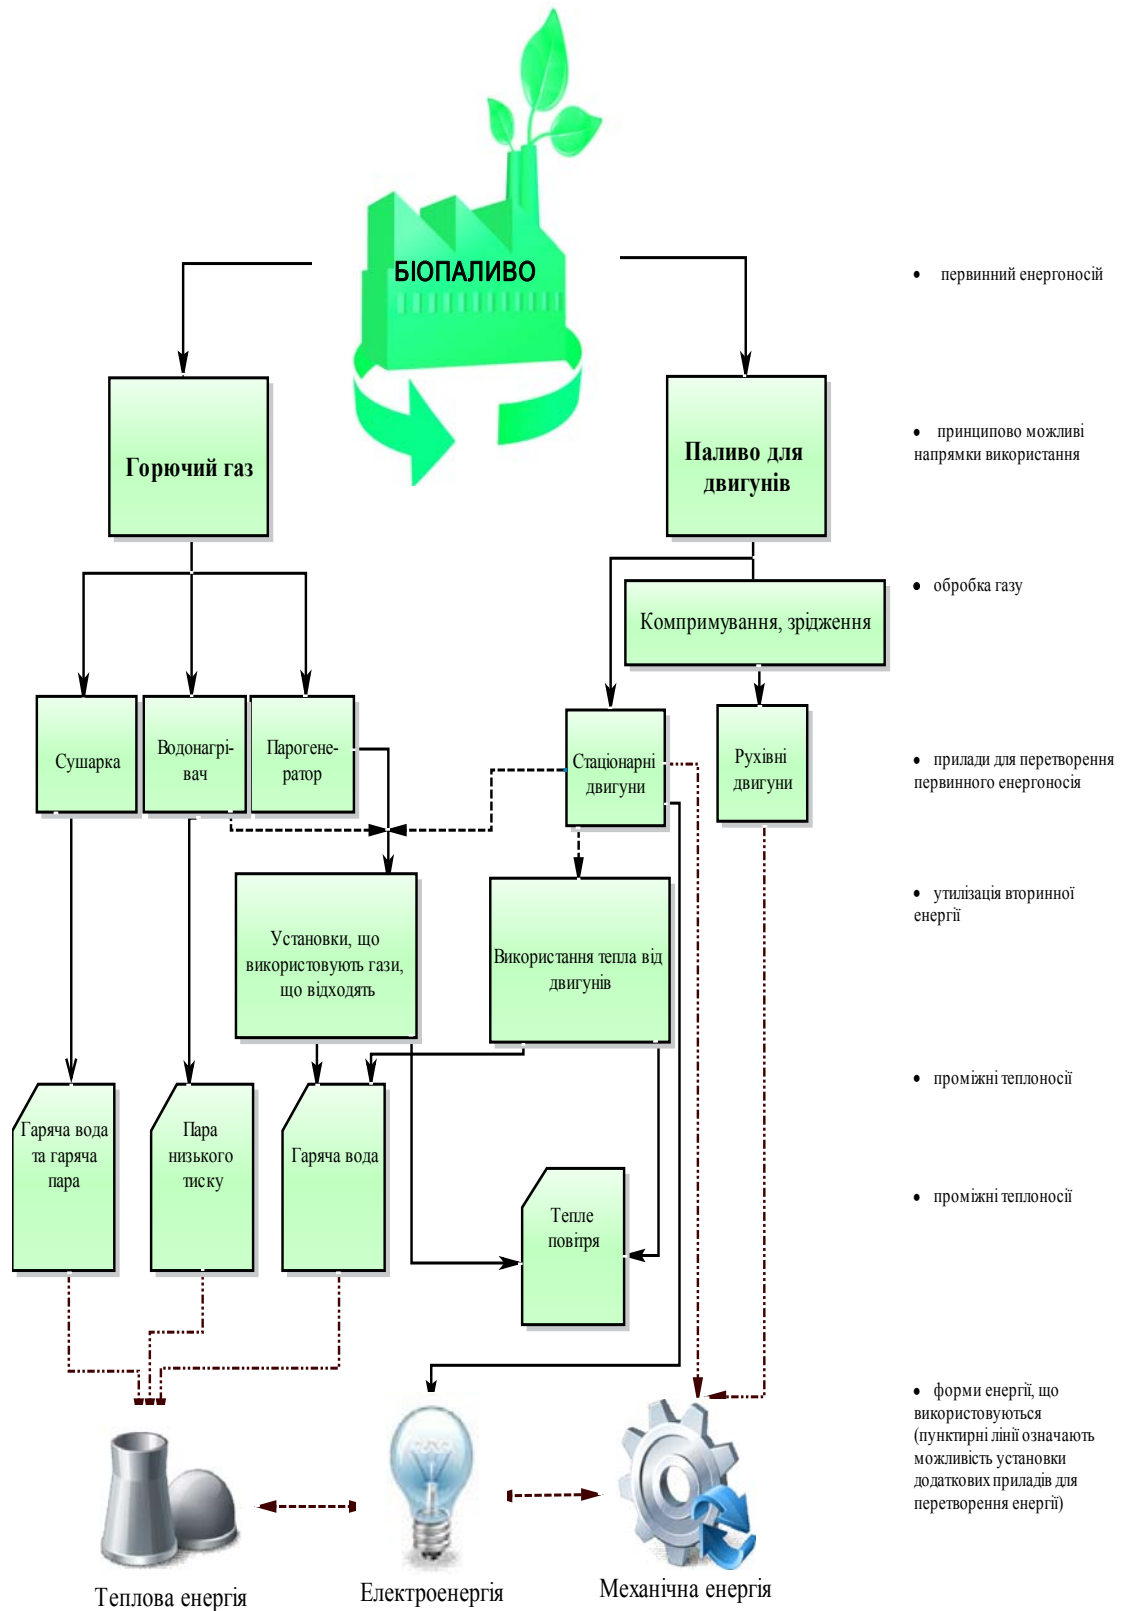 БІОПАЛИВО
• первинний енергоносій
Горючий газ
Паливо для
двигунів
• принципово можливі
напрямки використання
Компримування, зрідження
• обробка газу
Сушарка
Водонагрі-
вач
Парогене-
ратор
Стаціонарні
двигуни
Рухівні
двигуни
• прилади для перетворення
первинного енергоносія
Установки, що
використовують гази,
що відходять
Використання тепла від
двигунів
• утилізація вторинної
енергії
Гаряча вода
та гаряча
пара
Пара
низького
тиску
Гаряча вода
• проміжні теплоносії
Тепле
повітря
• проміжні теплоносії
• форми енергії, що
використовуються
(пунктирні лінії означають
можливість установки
додаткових приладів для
перетворення енергії)
Теплова енергія
Електроенергія
Механічна енергія